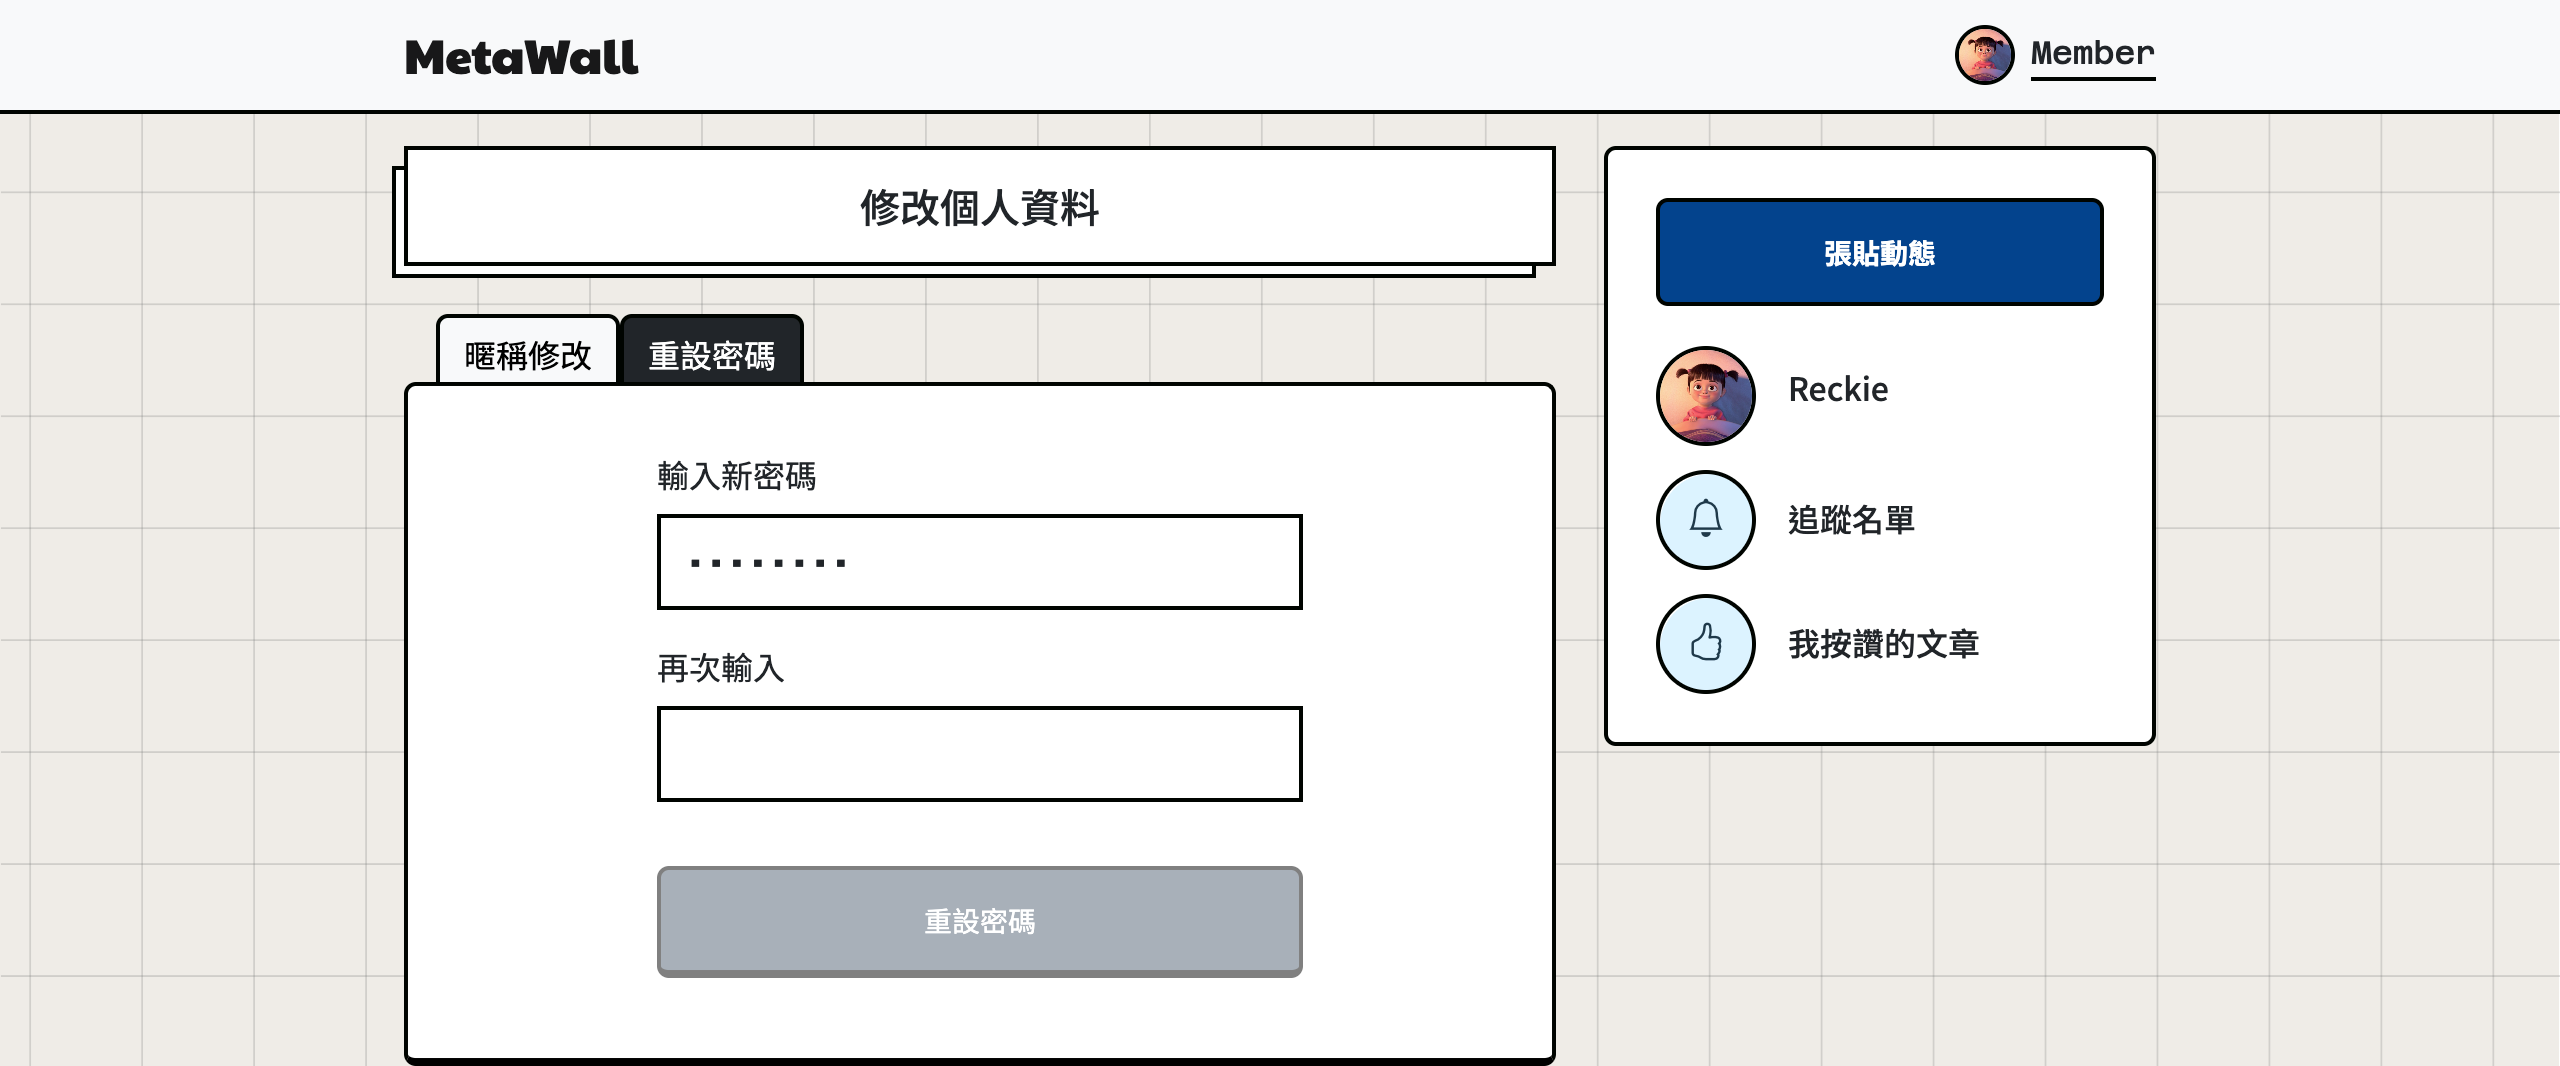 MetaWall
Member
修改個人資料
暱稱修改
重設密碼
輸入新密碼
再次輸入
重設密碼
張貼動態
Reckie
追蹤名單
我按讚的文章